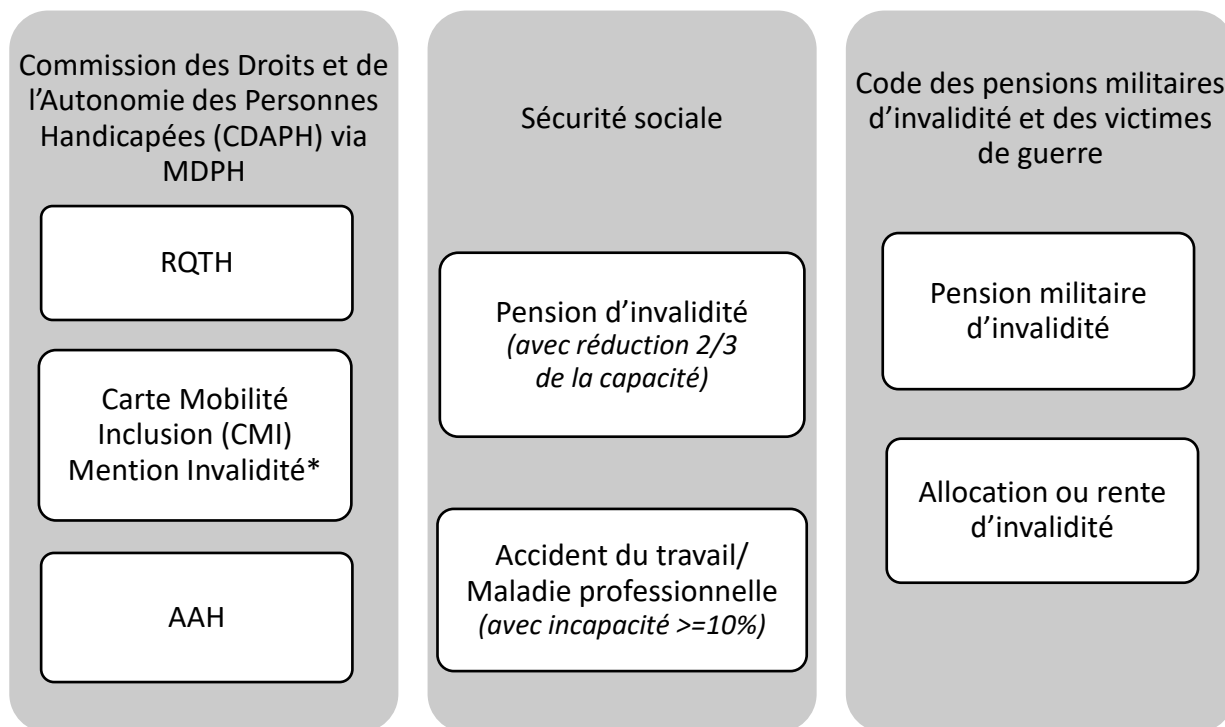 Commission des Droits et de
l’Autonomie des Personnes
Handicapées (CDAPH) via
MDPH
RQTH
Carte Mobilité
Inclusion (CMI)
Mention Invalidité*
AAH
Sécurité sociale
Pension d’invalidité
(avec réduction 2/3
de la capacité)
Accident du travail/
Maladie professionnelle
(avec incapacité >=10%)
Code des pensions militaires
d’invalidité et des victimes
de guerre
Pension militaire
d’invalidité
Allocation ou rente
d’invalidité